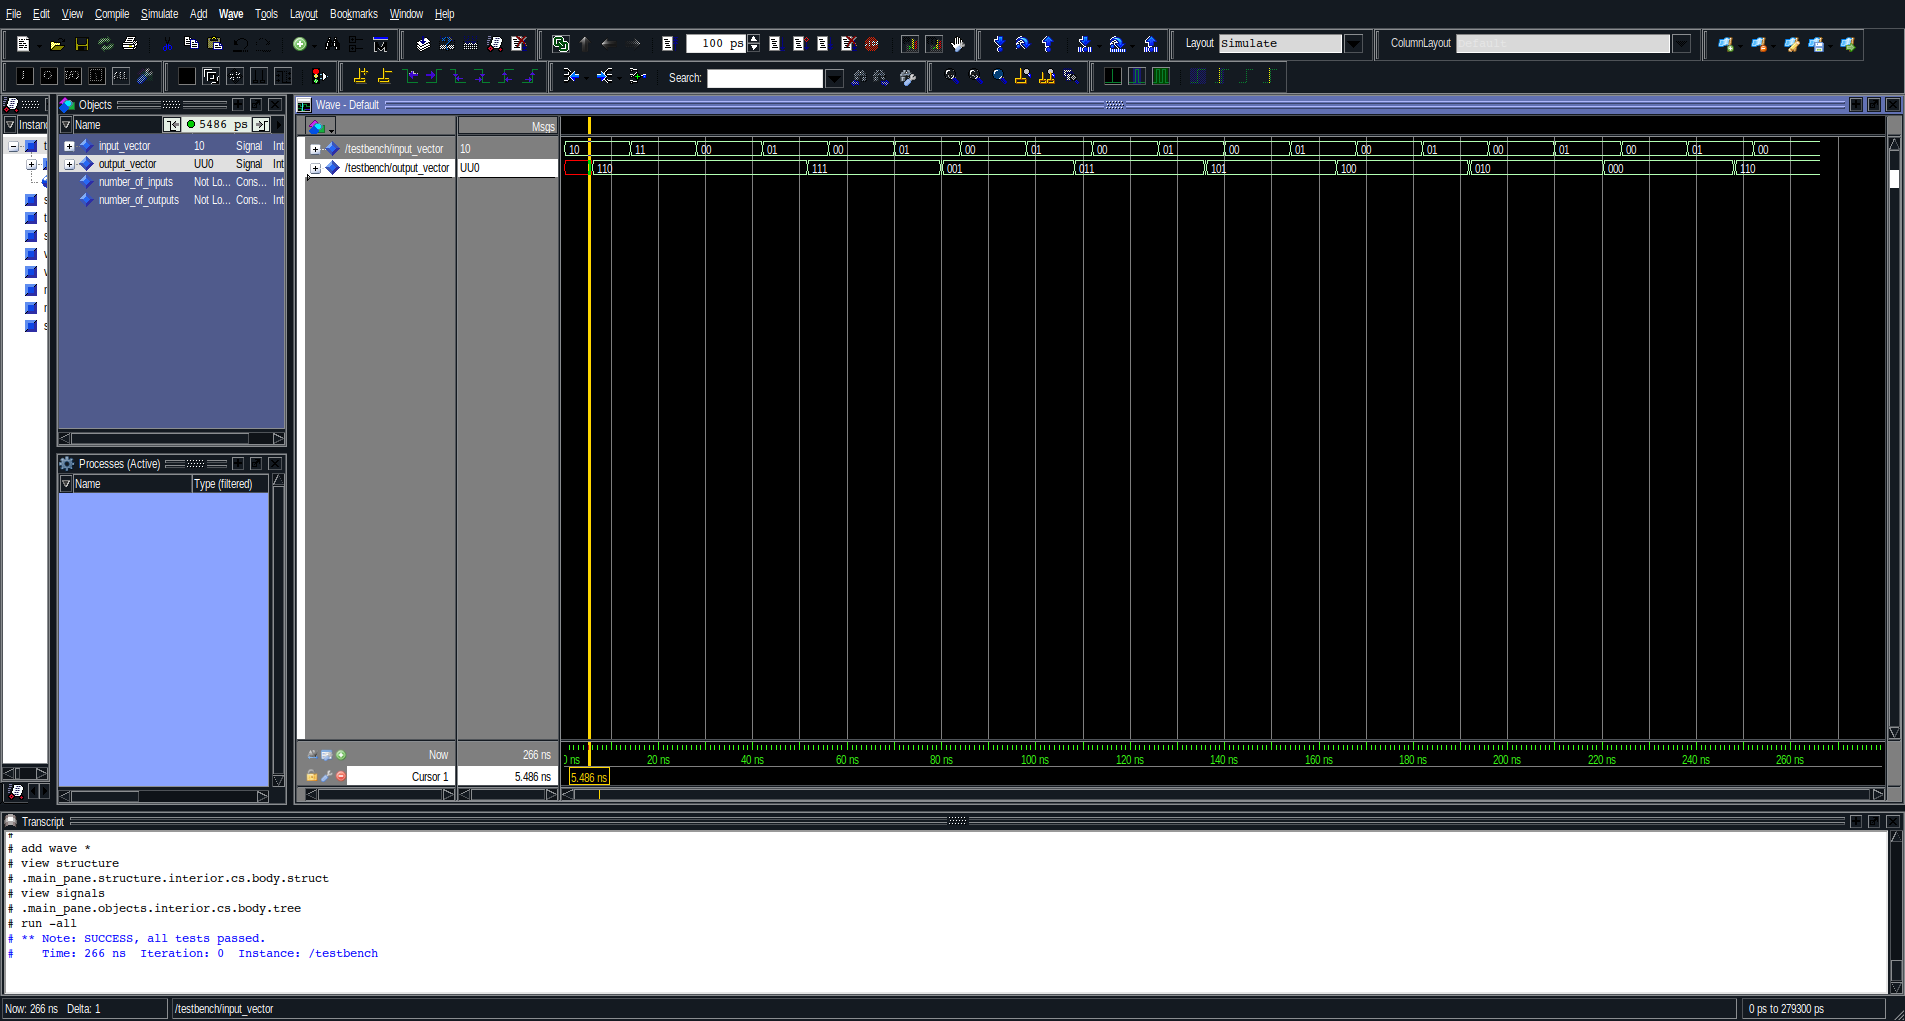 File Edit View Compile Simulate Add Wave Tools Layout Bookmarks Window Help
100 ps Layout Simulate ColumnLayout Default
Search:
Objects
Name 5486 ps
input_vector 10 Signal Int
output_vector UU0 Signal Int
number_of_inputs Not Lo... Cons... Int
number_of_outputs Not Lo... Cons... Int
Processes (Active)
Name Type (filtered)
Wave - Default
Msgs
/testbench/input_vector 10 10 11 00 01 00 01 00 01 00 01 00 01 00 01 00 01 00 01 00
/testbench/output_vector UU0 110 111 001 011 101 100 010 000 110
Now 266 ns 20 ns 40 ns 60 ns 80 ns 100 ns 120 ns 140 ns 160 ns 180 ns 200 ns 220 ns 240 ns 260 ns
Cursor 1 5.486 ns 5.486 ns
Transcript
#
# add wave *
# view structure
# .main_pane.structure.interior.cs.body.struct
# view signals
# .main_pane.objects.interior.cs.body.tree
# run -all
# ** Note: SUCCESS, all tests passed.
#    Time: 266 ns  Iteration: 0  Instance: /testbench
Now: 266 ns Delta: 1 /testbench/input_vector 0 ps to 279300 ps